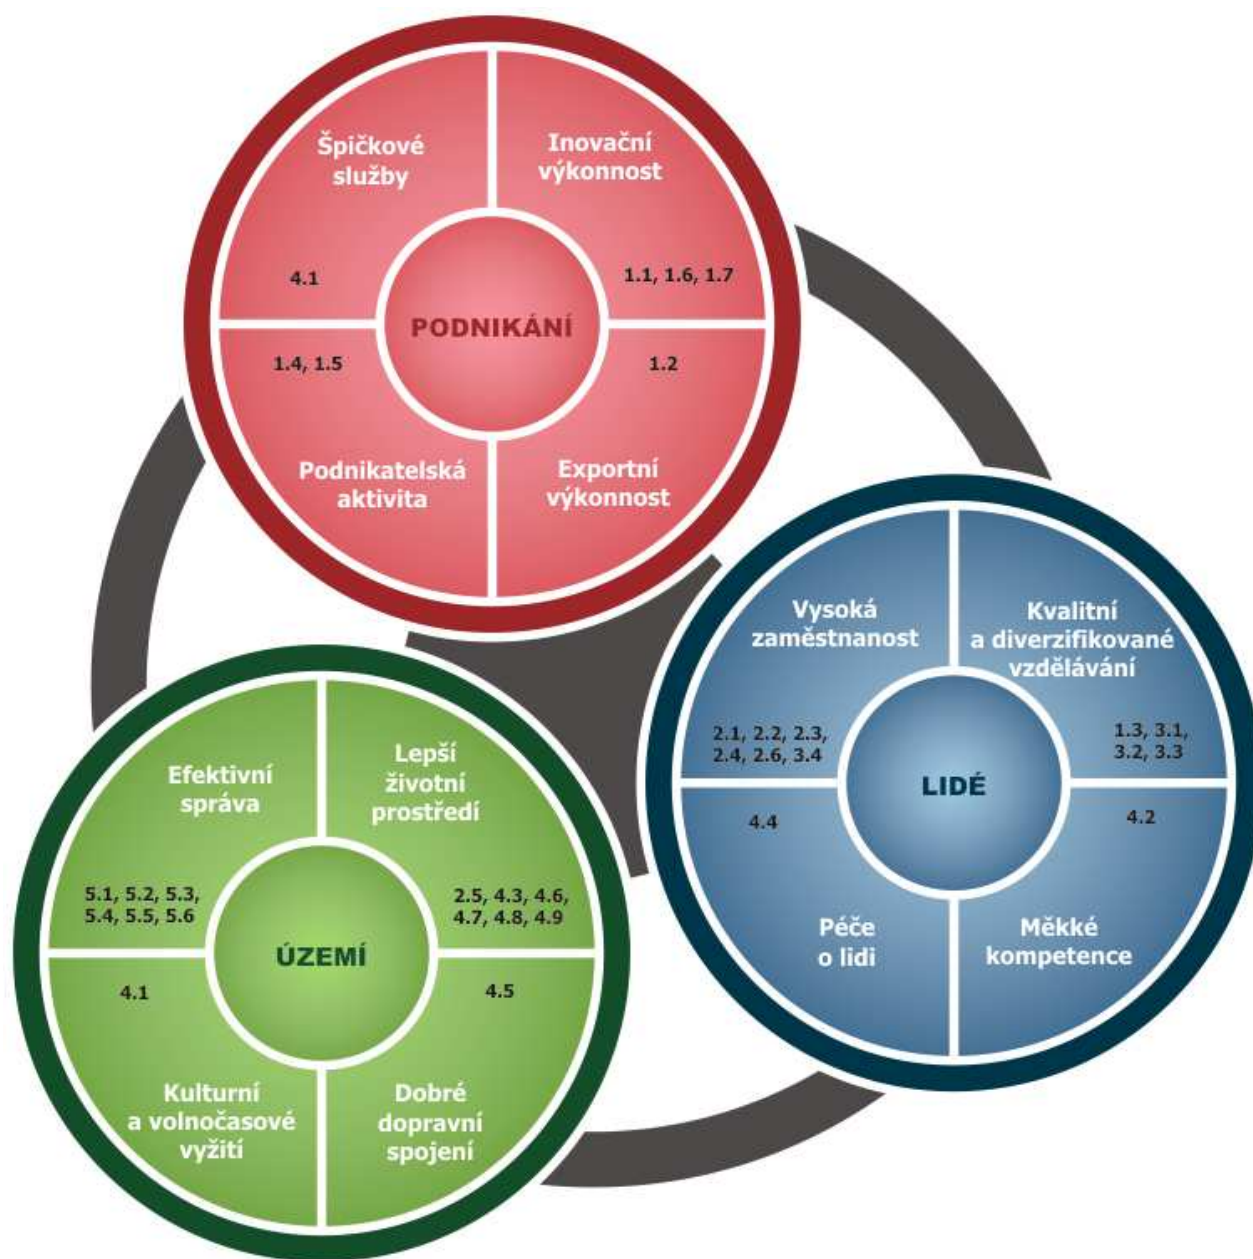 Špičkové
služby
4.1
Inovační
výkonnost
1.1, 1.6, 1.7
PODNIKÁNÍ
1.4, 1.5
Podnikatelská
aktivita
1.2
Exportní
výkonnost
Vysoká
zaměstnanost
2.1, 2.2, 2.3,
2.4, 2.6, 3.4
Kvalitní
a diverzifikované
vzdělávání
1.3, 3.1,
3.2, 3.3
LIDÉ
4.4
Péče
o lidi
4.2
Měkké
kompetence
Efektivní
správa
5.1, 5.2, 5.3,
5.4, 5.5, 5.6
Lepší
životní
prostředí
2.5, 4.3, 4.6,
4.7, 4.8, 4.9
ÚZEMÍ
4.1
Kulturní
a volnočasové
vyžití
4.5
Dobré
dopravní
spojení